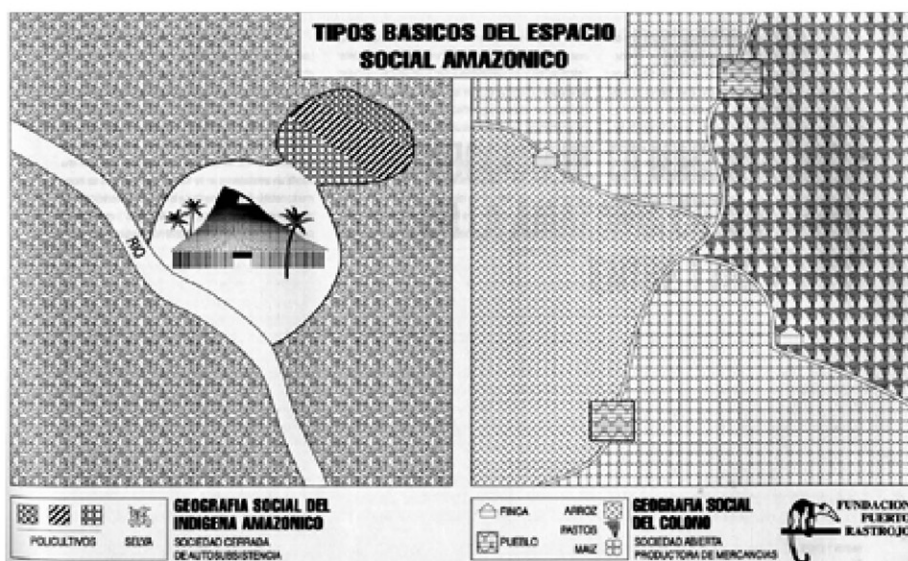 TIPOS BASICOS DEL ESPACIO
SOCIAL AMAZONICO
RIO
POLICULTIVOS
SELVA
GEOGRAFIA SOCIAL DEL
INDIGENA AMAZONICO
SOCIEDAD CERRADA
DE AUTOSUBSISTENCIA
FINCA
PUEBLO
ARROZ
PASTOS
MAIZ
GEOGRAFIA SOCIAL
DEL COLONO
SOCIEDAD ABIERTA
PRODUCTORA DE MERCANCIAS
FUNDACION
PUERTO
RASTROJO